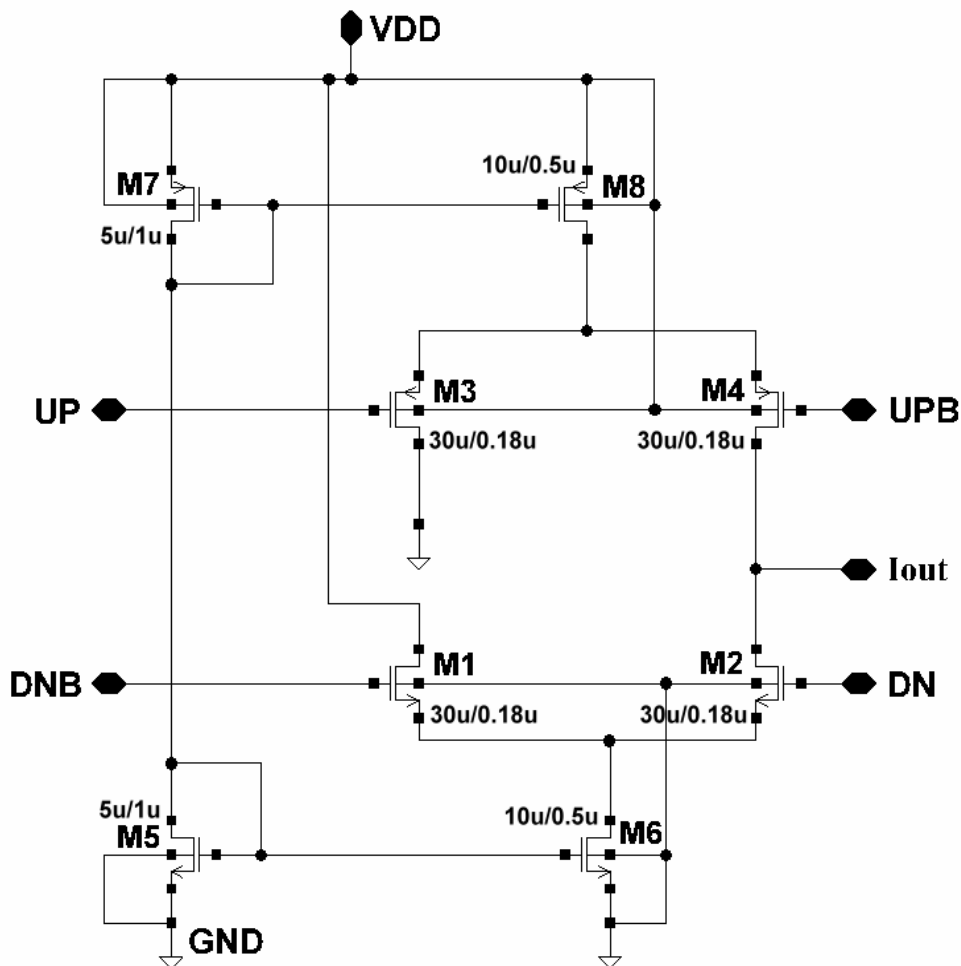 VDD
10u/0.5u
M7
M8
5u/1u
M3
M4
UP
UPB
30u/0.18u
30u/0.18u
Iout
M1
M2
DNB
DN
30u/0.18u
30u/0.18u
5u/1u
10u/0.5u
M5
M6
GND